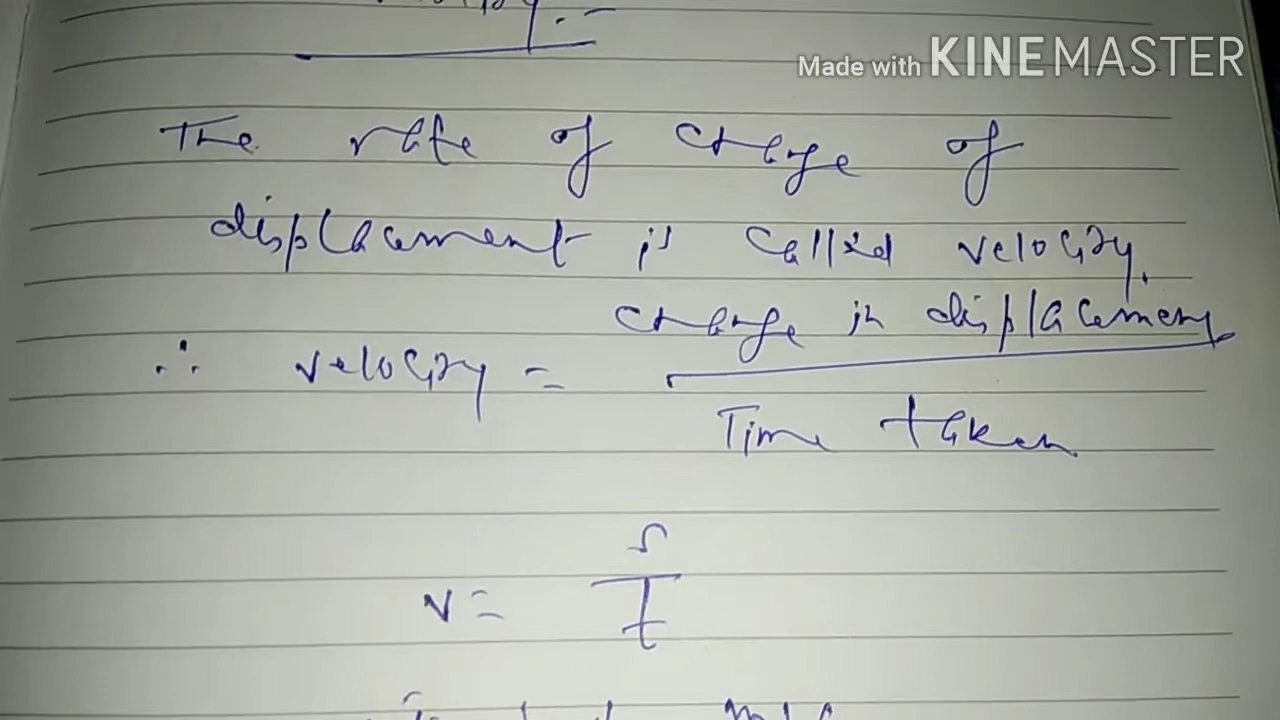 Made with KINEMASTER
The rate of change of
displacement is called velocity.
change in displacement
∴ velocity =
Time taken
s
v =
t